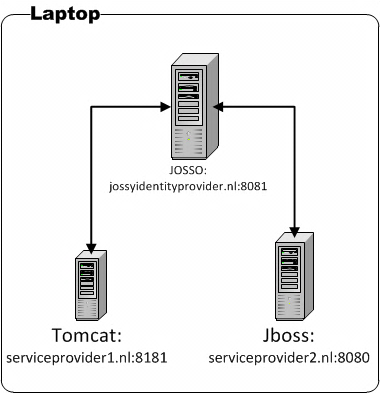 Laptop
JOSSO:
jossyidentityprovider.nl:8081
Tomcat:
serviceprovider1.nl:8181
Jboss:
serviceprovider2.nl:8080